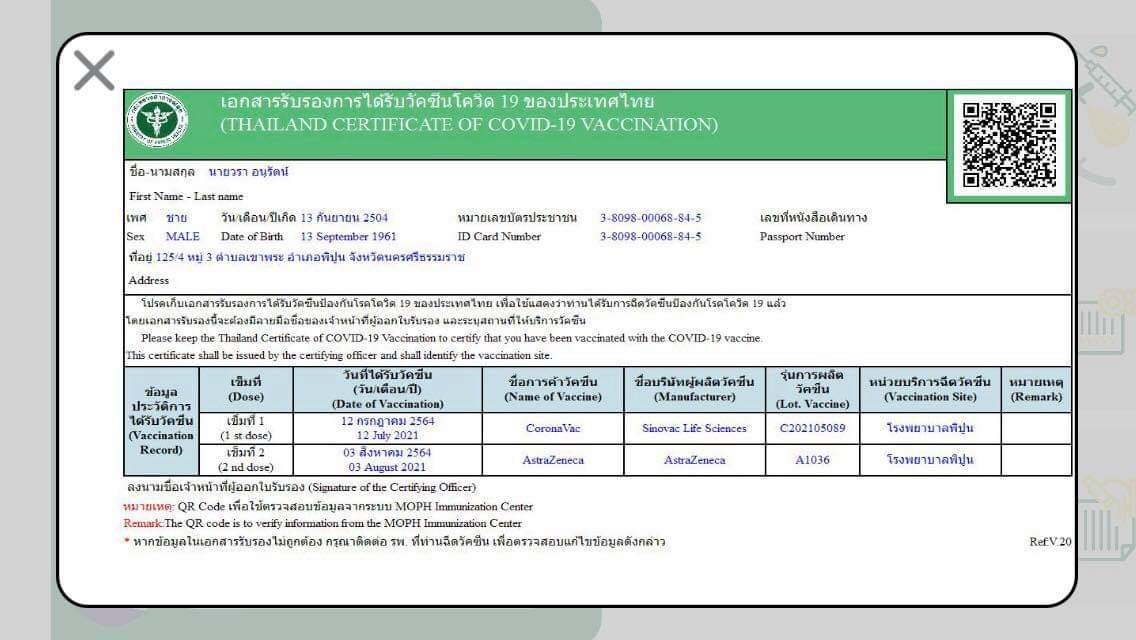 เอกสารรับรองการได้รับวัคซีนโควิด 19 ของประเทศไทย
(THAILAND CERTIFICATE OF COVID-19 VACCINATION)
ชื่อ-นามสกุล นายวรา อนุรัตน์
First Name - Last name
เพศ ชาย วัน/เดือน/ปีเกิด 13 กันยายน 2504 หมายเลขบัตรประชาชน 3-8098-00068-84-5 เลขที่หนังสือเดินทาง
Sex MALE Date of Birth 13 September 1961 ID Card Number 3-8098-00068-84-5 Passport Number
ที่อยู่ 125/4 หมู่ 3 ตำบลเขาพระ อำเภอพิปูน จังหวัดนครศรีธรรมราช
Address
โปรดเก็บเอกสารรับรองการได้รับวัคซีนป้องกันโรคโควิด 19 ของประเทศไทย เพื่อใช้แสดงว่าท่านได้รับการฉีดวัคซีนป้องกันโรคโควิด 19 แล้ว
โดยเอกสารรับรองนี้จะต้องมีลายมือชื่อของเจ้าหน้าที่ผู้ออกใบรับรอง และระบุสถานที่ให้บริการวัคซีน
Please keep the Thailand Certificate of COVID-19 Vaccination to certify that you have been vaccinated with the COVID-19 vaccine.
This certificate shall be issued by the certifying officer and shall identify the vaccination site.
ข้อมูล
ประวัติการ
ได้รับวัคซีน
(Vaccination
Record)
เข็มที่
(Dose)
วันที่ได้รับวัคซีน
(วัน/เดือน/ปี)
(Date of Vaccination)
ชื่อการค้าวัคซีน
(Name of Vaccine)
ชื่อบริษัทผู้ผลิตวัคซีน
(Manufacturer)
รุ่นการผลิต
วัคซีน
(Lot. Vaccine)
หน่วยบริการฉีดวัคซีน
(Vaccination Site)
หมายเหตุ
(Remark)
เข็มที่ 1
(1 st dose)
12 กรกฎาคม 2564
12 July 2021
CoronaVac
Sinovac Life Sciences
C202105089
โรงพยาบาลพิปูน
เข็มที่ 2
(2 nd dose)
03 สิงหาคม 2564
03 August 2021
AstraZeneca
AstraZeneca
A1036
โรงพยาบาลพิปูน
ลงนามชื่อเจ้าหน้าที่ผู้ออกใบรับรอง (Signature of the Certifying Officer)
หมายเหตุ: QR Code เพื่อใช้ตรวจสอบข้อมูลจากระบบ MOPH Immunization Center
Remark:The QR code is to verify information from the MOPH Immunization Center
* หากข้อมูลในเอกสารรับรองไม่ถูกต้อง กรุณาติดต่อ รพ. ที่ท่านฉีดวัคซีน เพื่อตรวจสอบแก้ไขข้อมูลดังกล่าว
Ref:V.20